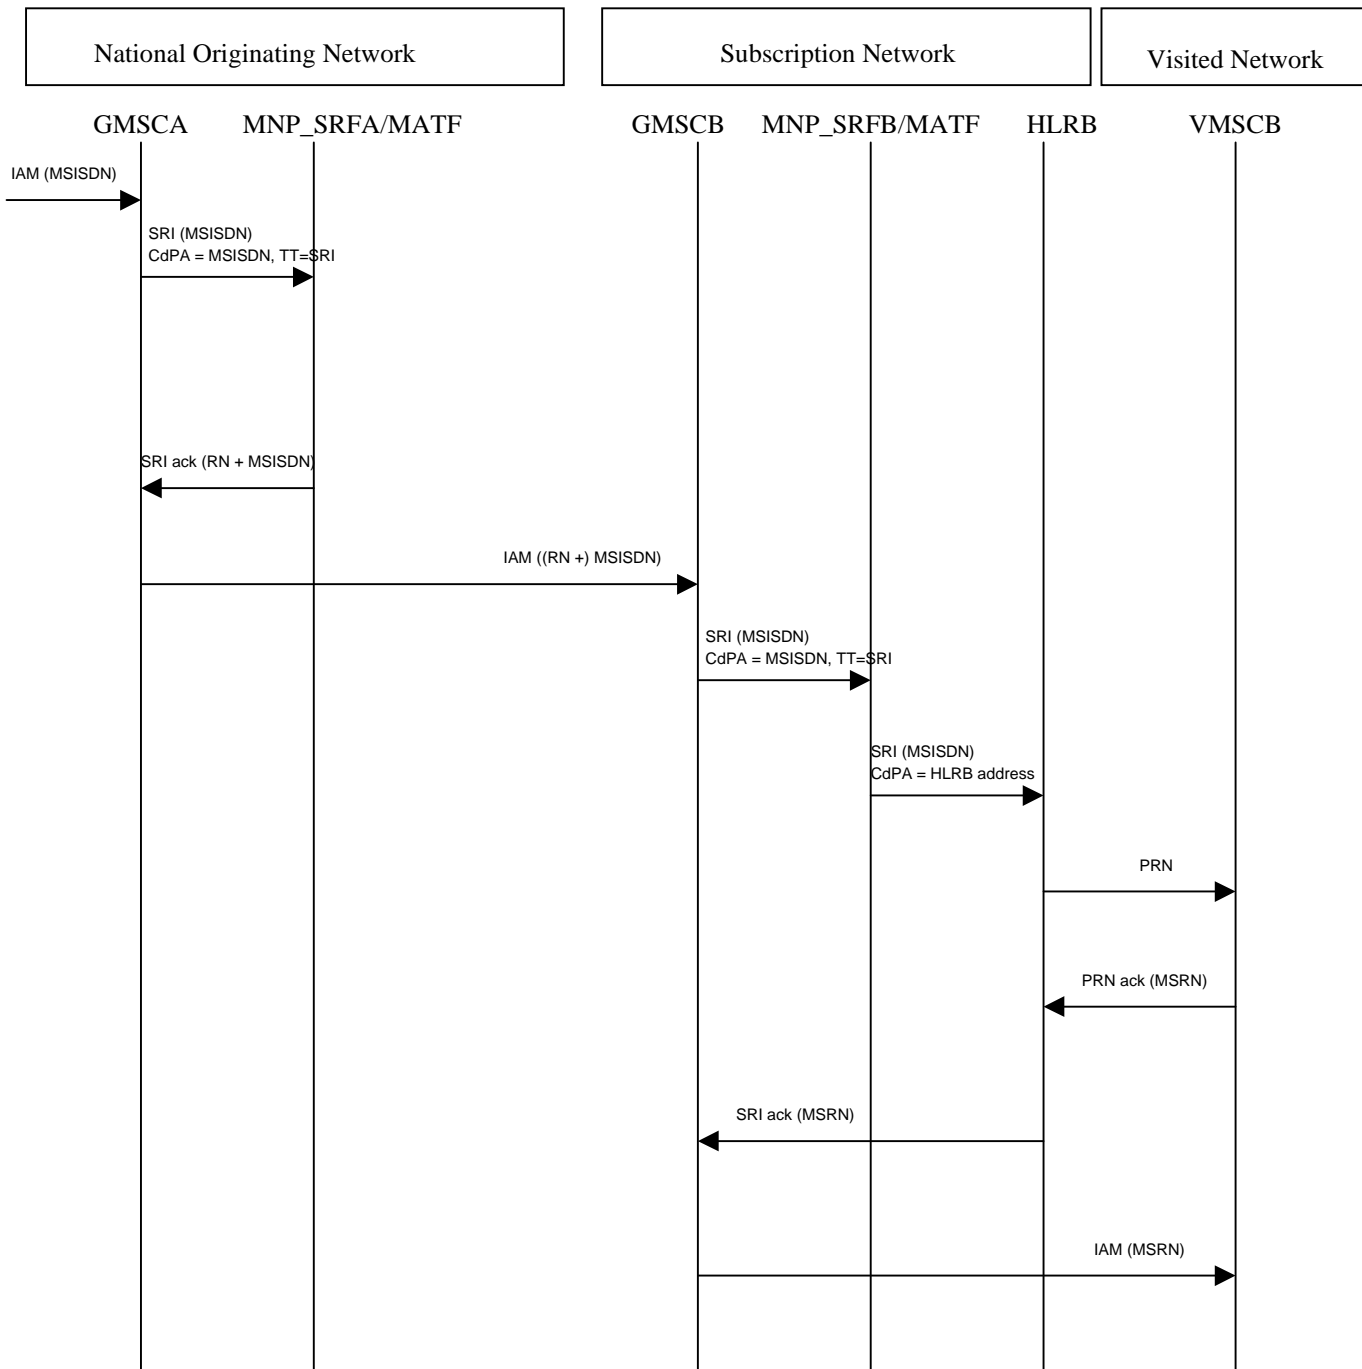 National Originating Network
Subscription Network
Visited Network
GMSCA
MNP_SRFA/MATF
GMSCB
MNP_SRFB/MATF
HLRB
VMSCB
IAM (MSISDN)
SRI (MSISDN)
CdPA = MSISDN, TT=SRI
SRI ack (RN + MSISDN)
IAM ((RN +) MSISDN)
SRI (MSISDN)
CdPA = MSISDN, TT=SRI
SRI (MSISDN)
CdPA = HLRB address
PRN
PRN ack (MSRN)
SRI ack (MSRN)
IAM (MSRN)